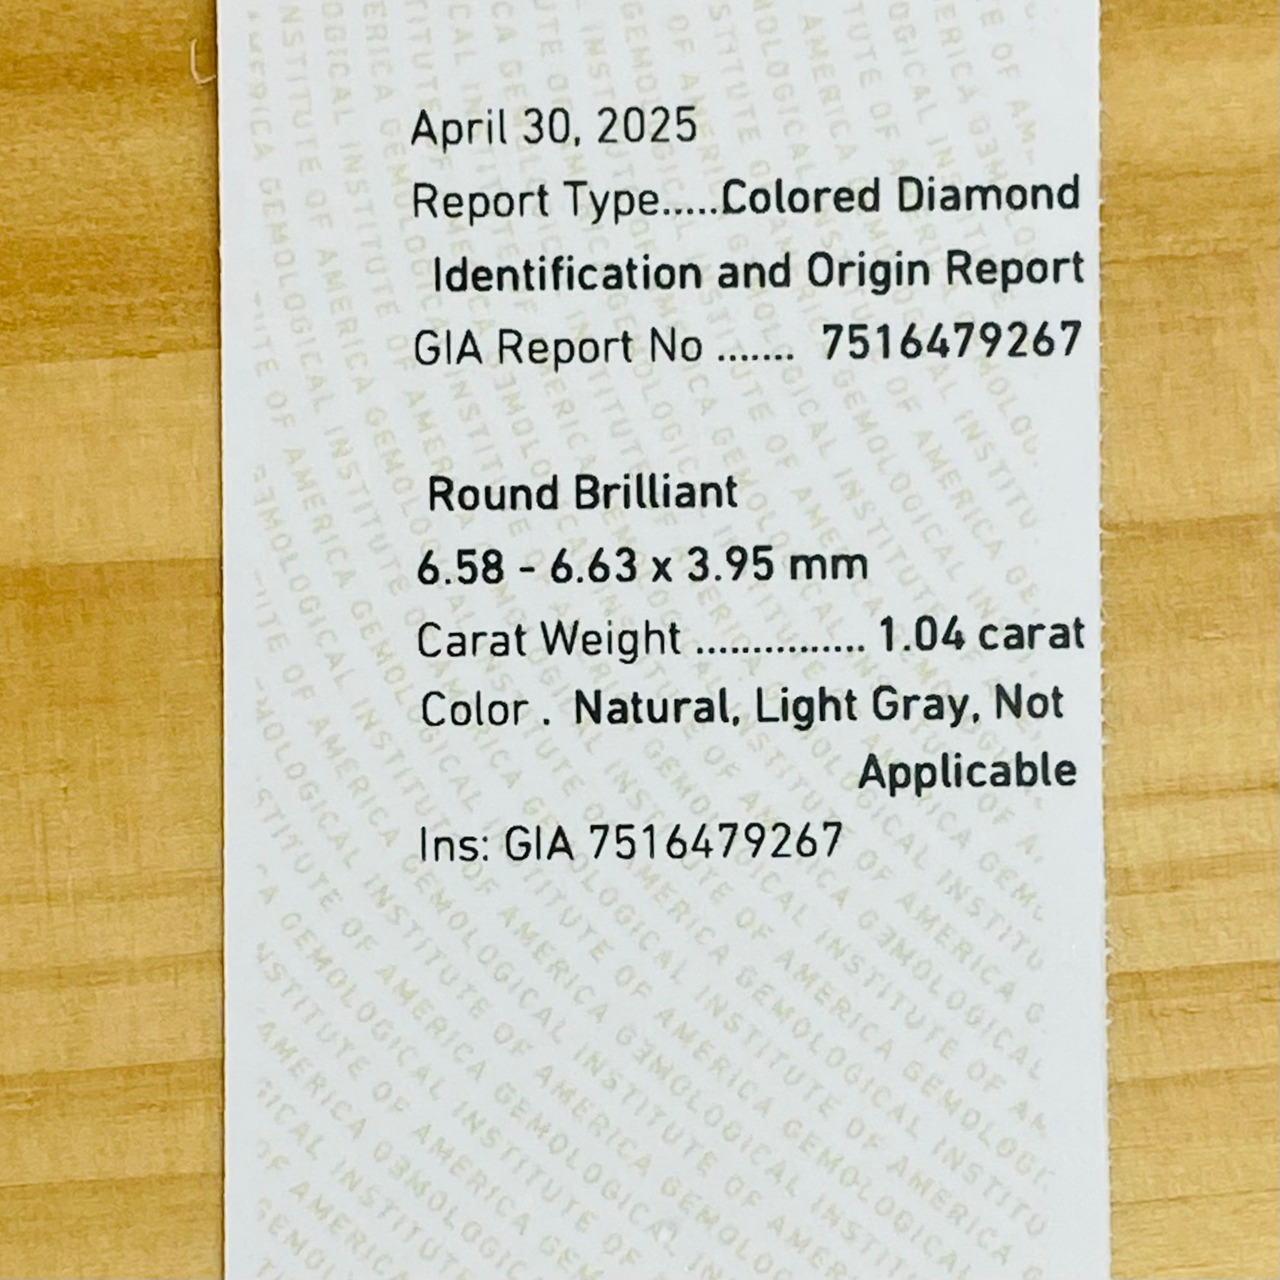 April 30, 2025
Report Type.....Colored Diamond
Identification and Origin Report
GIA Report No ....... 7516479267
Round Brilliant
6.58 - 6.63 x 3.95 mm
Carat Weight ............... 1.04 carat
Color . Natural, Light Gray, Not
Applicable
Ins: GIA 7516479267